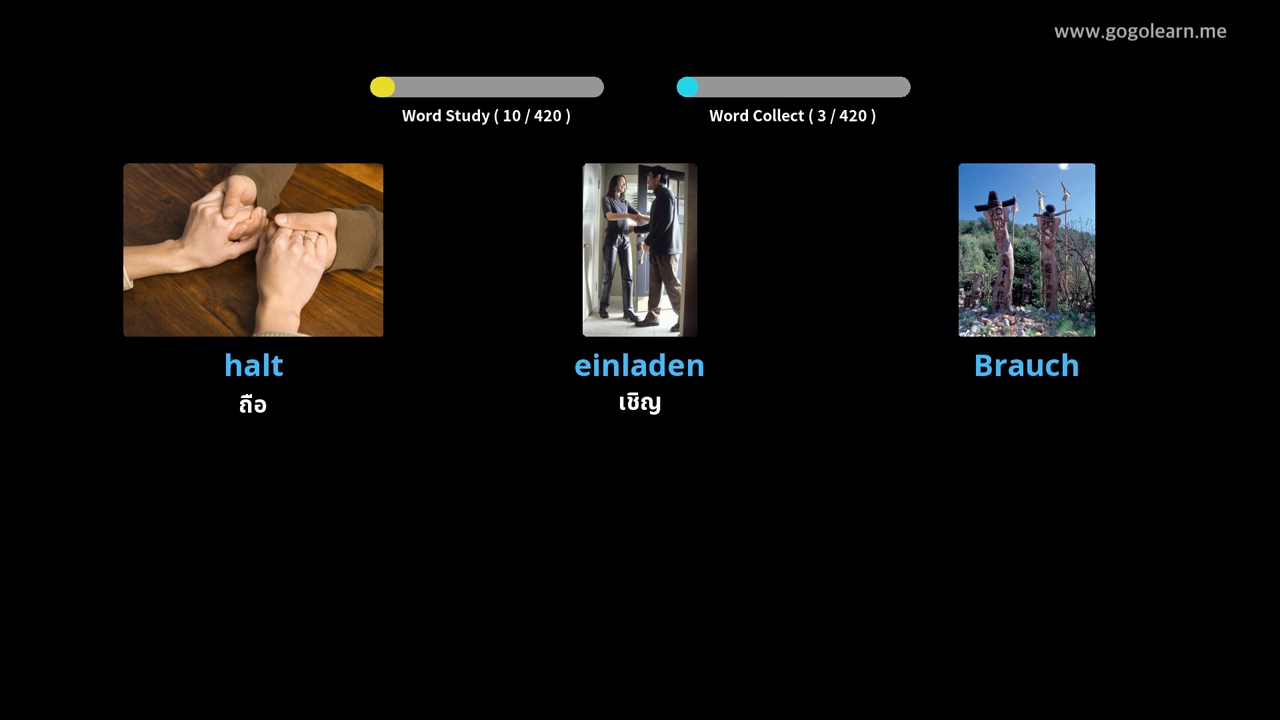 www.gogolearn.me
Word Study ( 10 / 420 )
Word Collect ( 3 / 420 )
halt
ถือ
einladen
เชิญ
Brauch